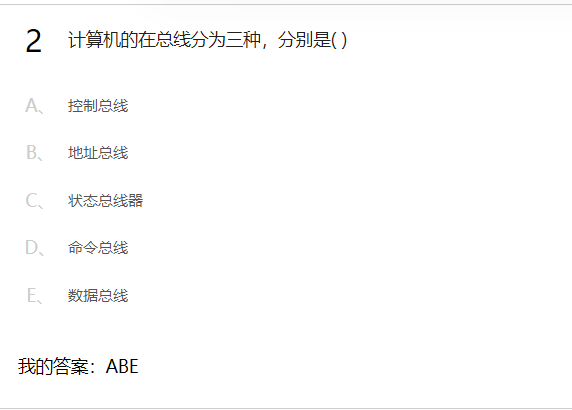 2 计算机的在总线分为三种，分别是( )
A、 控制总线
B、 地址总线
C、 状态总线器
D、 命令总线
E、 数据总线
我的答案：ABE